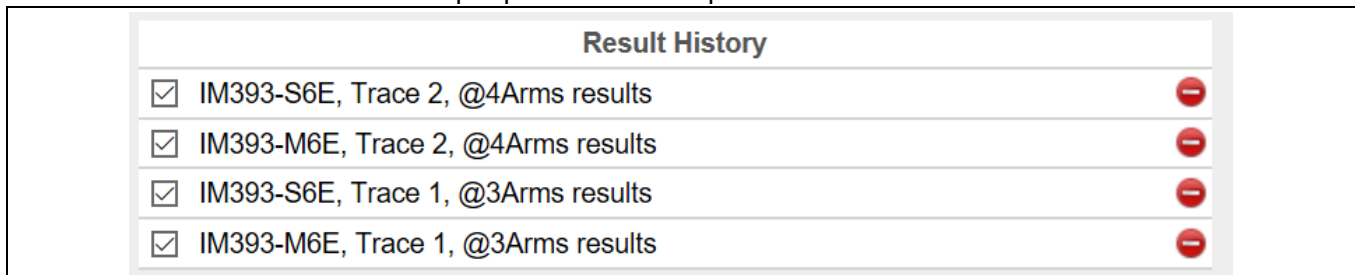 Result History
IM393-S6E, Trace 2, @4Arms results
IM393-M6E, Trace 2, @4Arms results
IM393-S6E, Trace 1, @3Arms results
IM393-M6E, Trace 1, @3Arms results